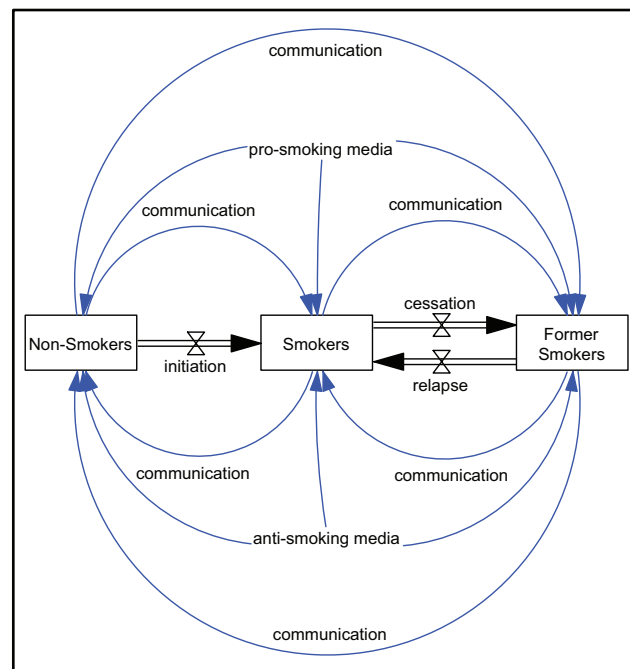 communication
pro-smoking media
communication
communication
cessation
Non-Smokers
Smokers
Former
Smokers
initiation
relapse
communication
communication
anti-smoking media
communication